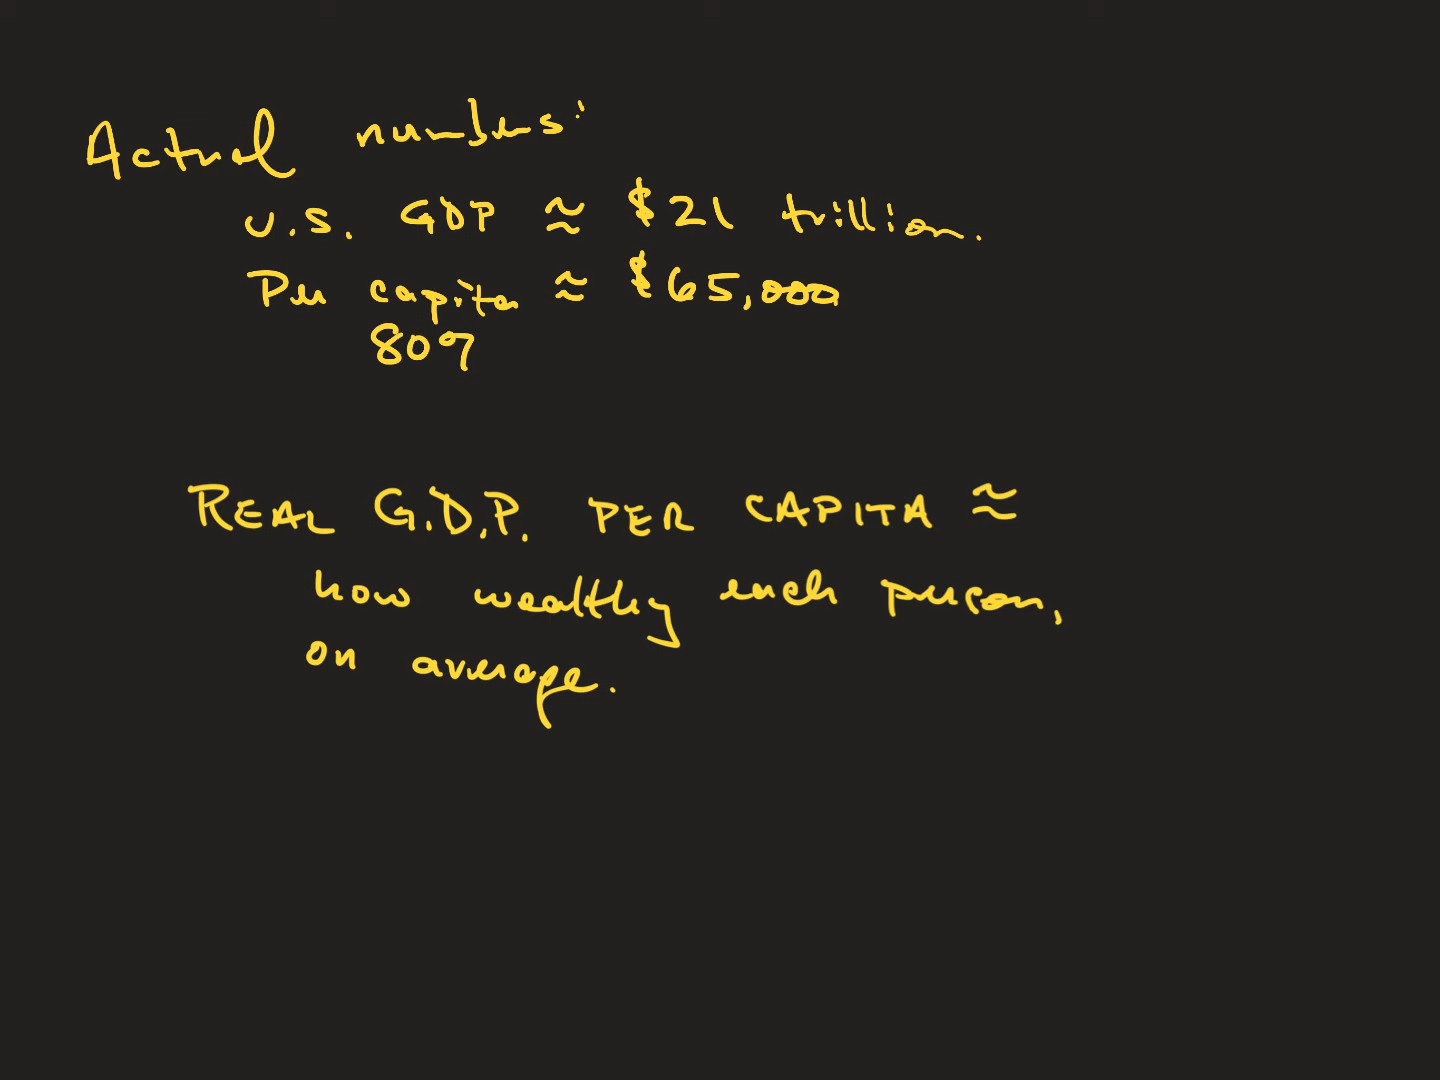 Actual numbers:
U.S. GDP ≈ $21 trillion.
Per capita ≈ $65,000
809
REAL G.D.P. PER CAPITA ≈
how wealthy each person,
on average.